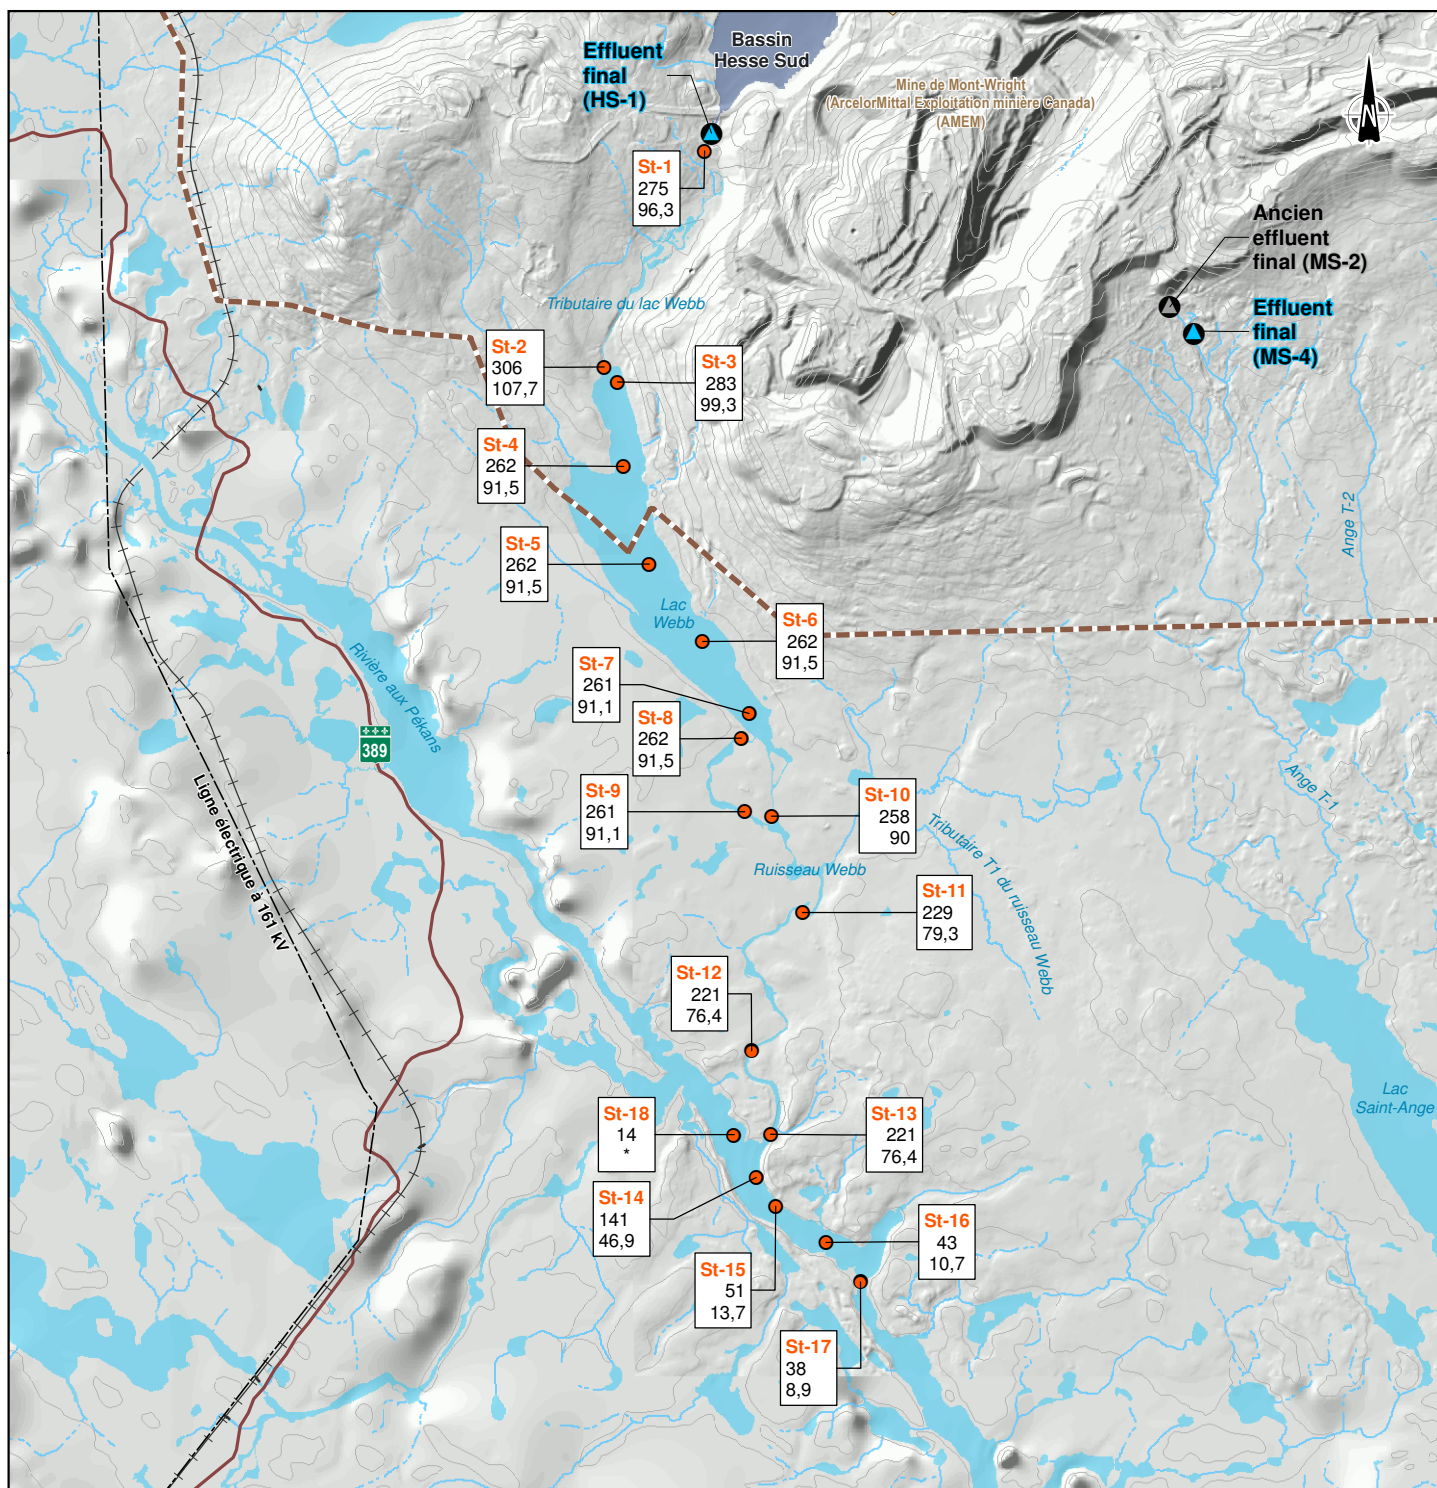 Bassin
Hesse Sud
Effluent
final
(HS-1)
Mine de Mont-Wright
(ArcelorMittal Exploitation minière Canada)
(AMEM)
N
St-1
275
96,3
Ancien
effluent
final (MS-2)
Effluent
final
(MS-4)
Tributaire du lac Webb
St-2
306
107,7
St-3
283
99,3
St-4
262
91,5
Ange T-2
St-5
262
91,5
Lac
Webb
St-6
262
91,5
St-7
261
91,1
Rivière aux Pékans
St-8
262
91,5
389
Ligne électrique à 161 kV
St-9
261
91,1
St-10
258
90
Ange T-1
Tributaire T1 du ruisseau Webb
Ruisseau Webb
St-11
229
79,3
St-12
221
76,4
Lac
Saint-Ange
St-18
14
*
St-13
221
76,4
St-14
141
46,9
St-16
43
10,7
St-15
51
13,7
St-17
38
8,9